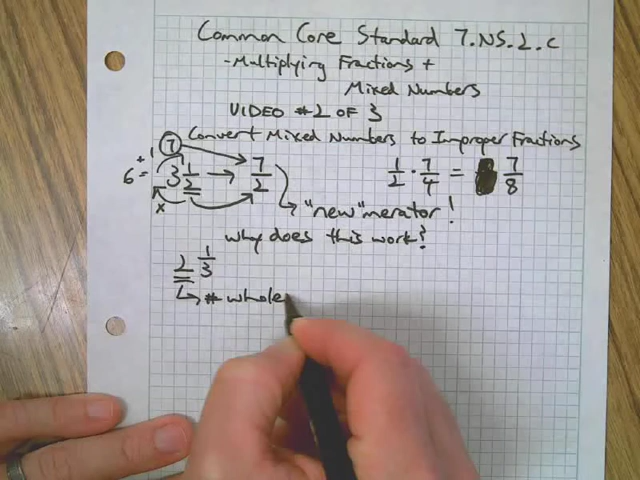 Common Core Standard 7.NS.2.c
- Multiplying Fractions +
Mixed Numbers
VIDEO #2 OF 3
Convert Mixed Numbers to Improper Fractions
+ 7
6 = 3 1/2 → 7/2
x
1/2 · 7/4 = 7/8
"new"merator!
why does this work?
2 1/3
# whole